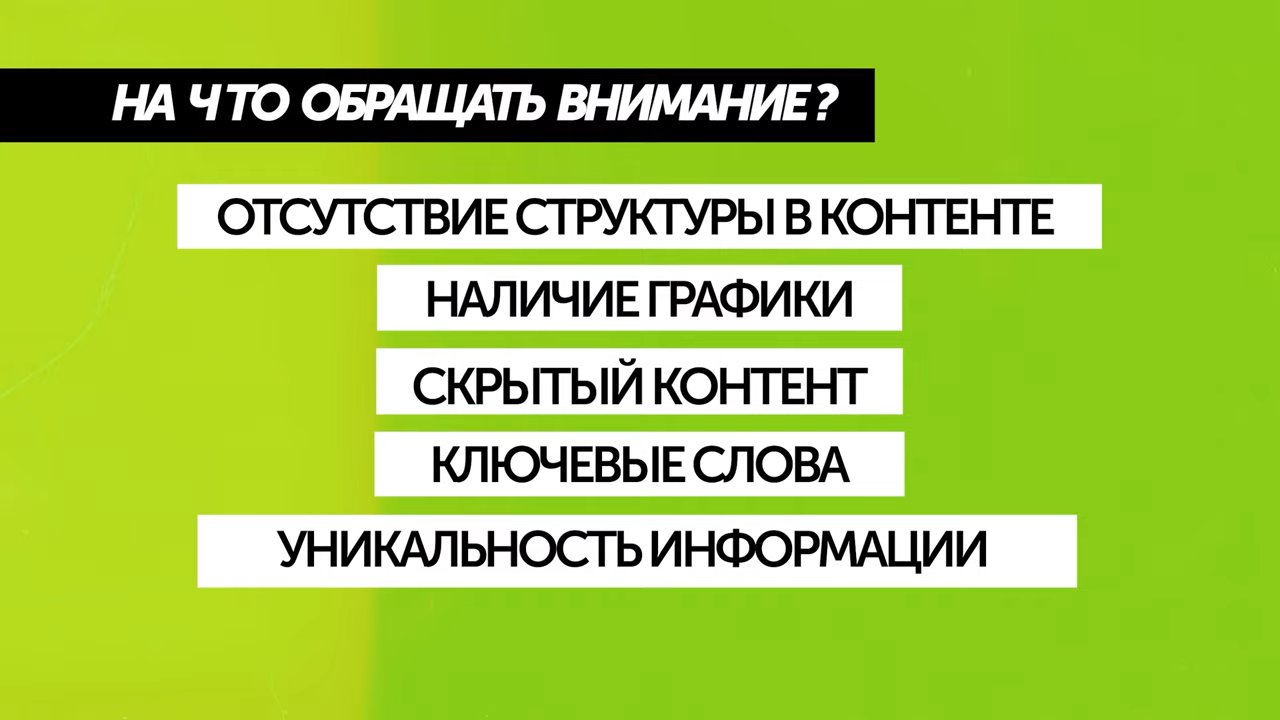 НА ЧТО ОБРАЩАТЬ ВНИМАНИЕ?
ОТСУТСТВИЕ СТРУКТУРЫ В КОНТЕНТЕ
НАЛИЧИЕ ГРАФИКИ
СКРЫТЫЙ КОНТЕНТ
КЛЮЧЕВЫЕ СЛОВА
УНИКАЛЬНОСТЬ ИНФОРМАЦИИ